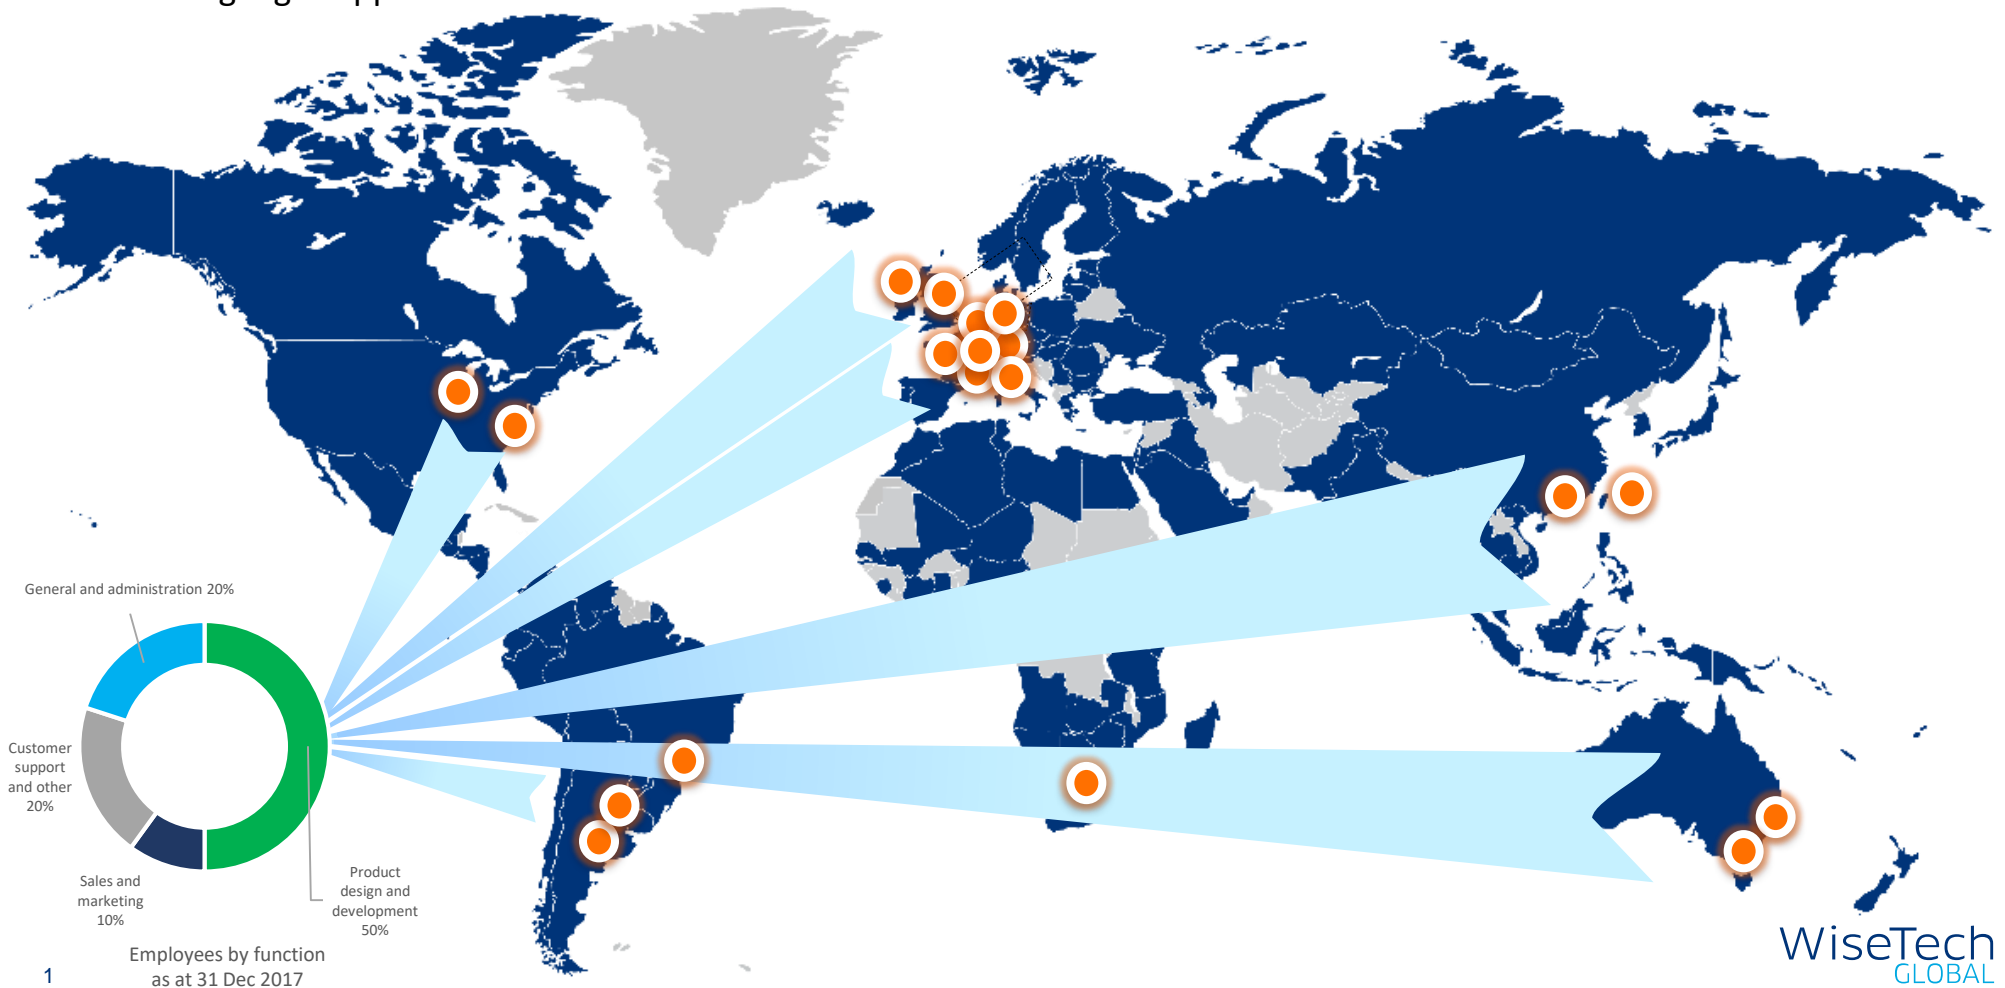 General and administration 20%
Customer
support
and other
20%
Sales and
marketing
10%
Product
design and
development
50%
Employees by function
as at 31 Dec 2017
1
WiseTech
GLOBAL